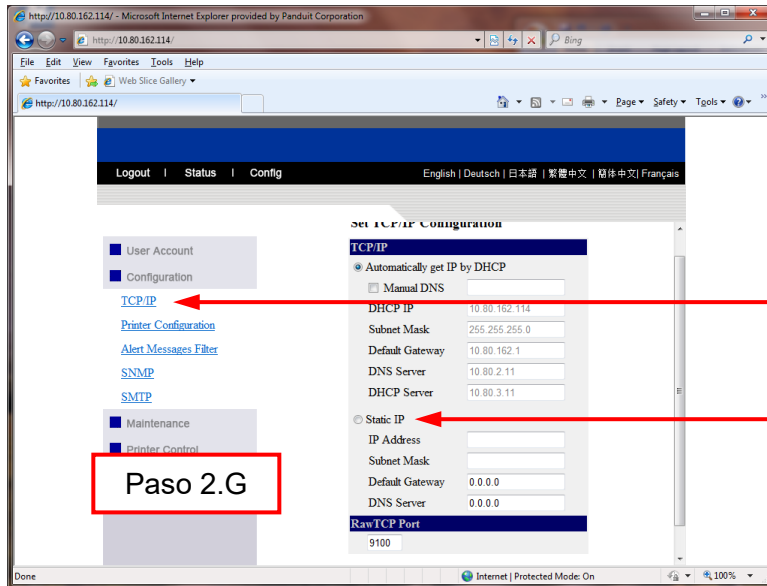 http://10.80.162.114/ - Microsoft Internet Explorer provided by Panduit Corporation
http://10.80.162.114/
Bing
File Edit View Favorites Tools Help
Favorites Web Slice Gallery
http://10.80.162.114/
Page Safety Tools
Logout | Status | Config
English | Deutsch | 日本語 | 繁體中文 | 簡体中文| Français
Set TCP/IP Configuration
User Account
Configuration
TCP/IP
Printer Configuration
Alert Messages Filter
SNMP
SMTP
Maintenance
Printer Control
Paso 2.G
TCP/IP
Automatically get IP by DHCP
Manual DNS
DHCP IP 10.80.162.114
Subnet Mask 255.255.255.0
Default Gateway 10.80.162.1
DNS Server 10.80.2.11
DHCP Server 10.80.3.11
Static IP
IP Address
Subnet Mask
Default Gateway 0.0.0.0
DNS Server 0.0.0.0
RawTCP Port
9100
Done
Internet | Protected Mode: On
100%